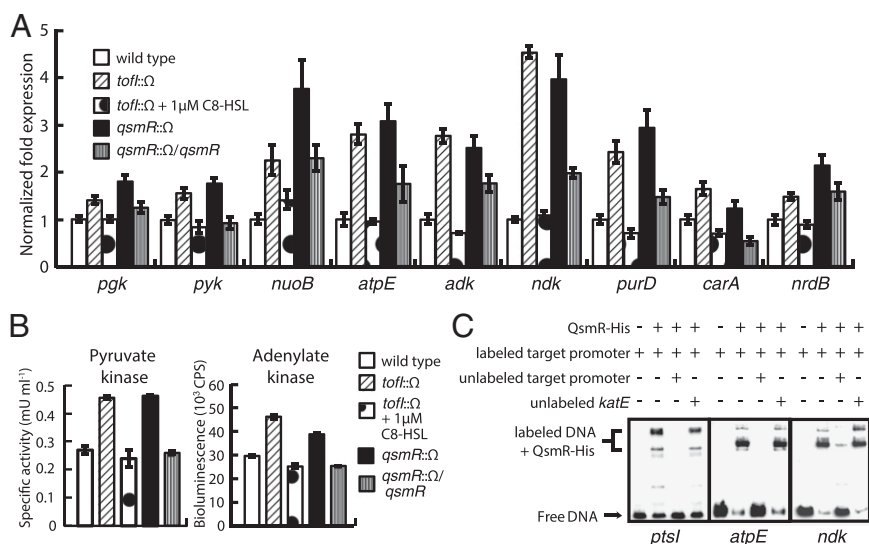 A
Normalized fold expression
5
4
3
2
1
0
wild type
tofI::Ω
tofI::Ω + 1μM C8-HSL
qsmR::Ω
qsmR::Ω/qsmR
pgk pyk nuoB atpE adk ndk purD carA nrdB
B
Pyruvate
kinase
Specific activity (mU ml-1)
0.5
0.4
0.3
0.2
0.1
0
Adenylate
kinase
Bioluminescence (10³ CPS)
60
50
40
30
20
10
0
wild type
tofI::Ω
tofI::Ω
+ 1μM
C8-HSL
qsmR::Ω
qsmR::Ω/
qsmR
C
QsmR-His - + + + - + + + - + + +
labeled target promoter + + + + + + + + + + + +
unlabeled target promoter - - + - - - + - - - + -
unlabeled katE - - - + - - - + - - - +
labeled DNA
+ QsmR-His
Free DNA
ptsI atpE ndk